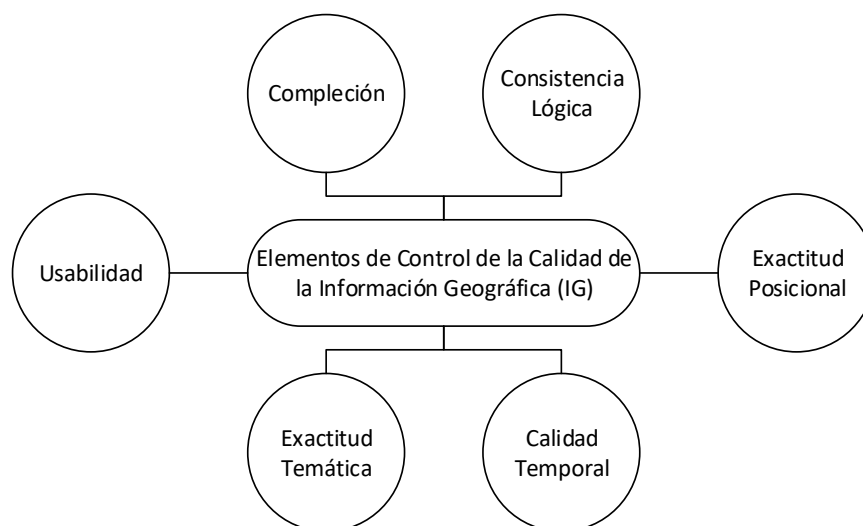 Compleción
Consistencia
Lógica
Usabilidad
Elementos de Control de la Calidad de
la Información Geográfica (IG)
Exactitud
Posicional
Exactitud
Temática
Calidad
Temporal